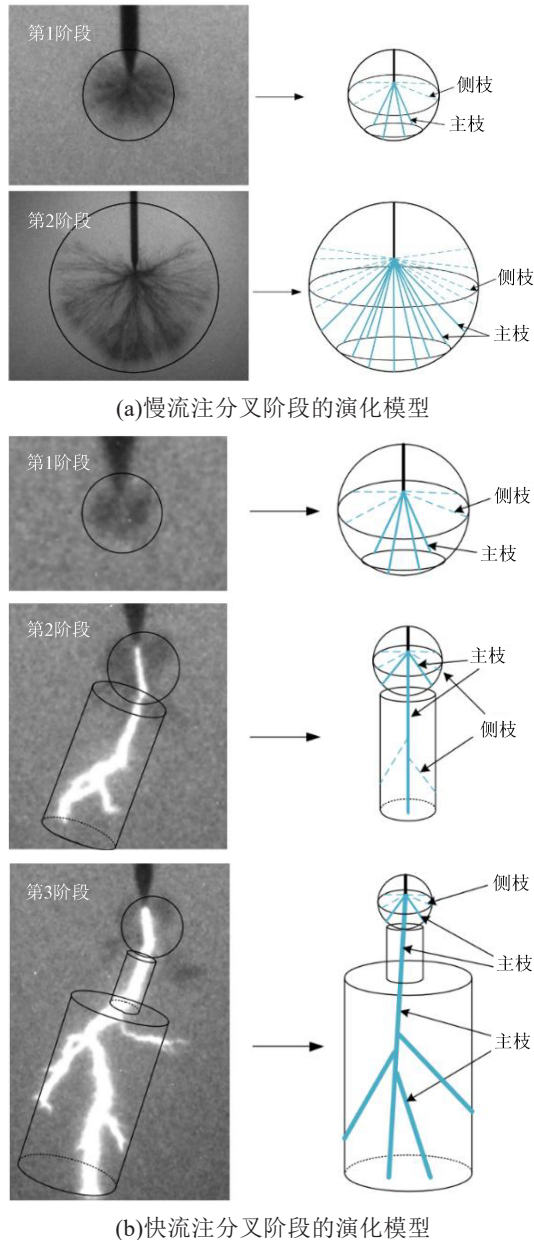 第1阶段
侧枝
主枝
第2阶段
侧枝
主枝
(a)慢流注分叉阶段的演化模型
第1阶段
侧枝
主枝
第2阶段
主枝
侧枝
第3阶段
侧枝
主枝
主枝
(b)快流注分叉阶段的演化模型